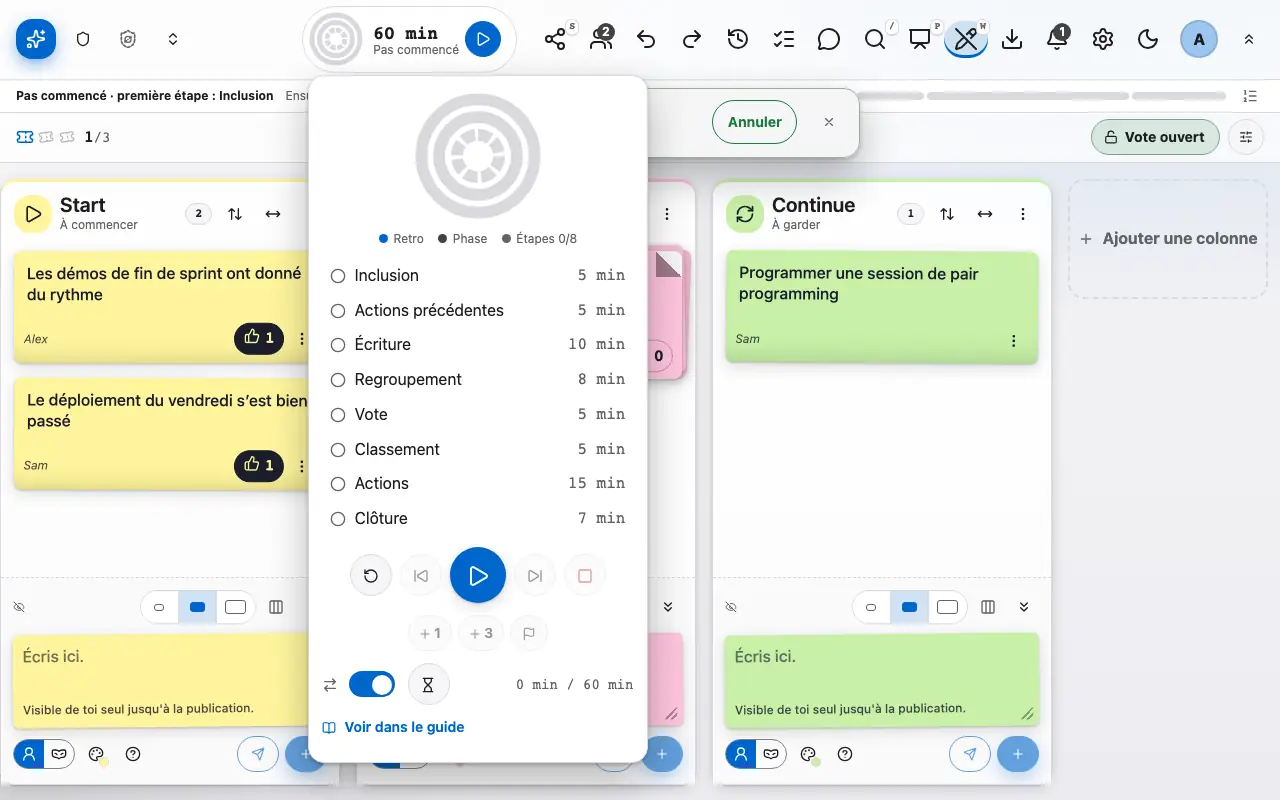 60 min
Pas commencé
S
2
/
P
W
1
A
Pas commencé · première étape : Inclusion
Annuler
1/3
Vote ouvert
Start
À commencer
2
Les démos de fin de sprint ont donné du rythme
Alex
1
Le déploiement du vendredi s'est bien passé
Sam
1
Écris ici.
Visible de toi seul jusqu'à la publication.
Retro
Phase
Étapes 0/8
Inclusion 5 min
Actions précédentes 5 min
Écriture 10 min
Regroupement 8 min
Vote 5 min
Classement 5 min
Actions 15 min
Clôture 7 min
+ 1
+ 3
0 min / 60 min
Voir dans le guide
0
Continue
À garder
1
Programmer une session de pair programming
Sam
Écris ici.
Visible de toi seul jusqu'à la publication.
+ Ajouter une colonne